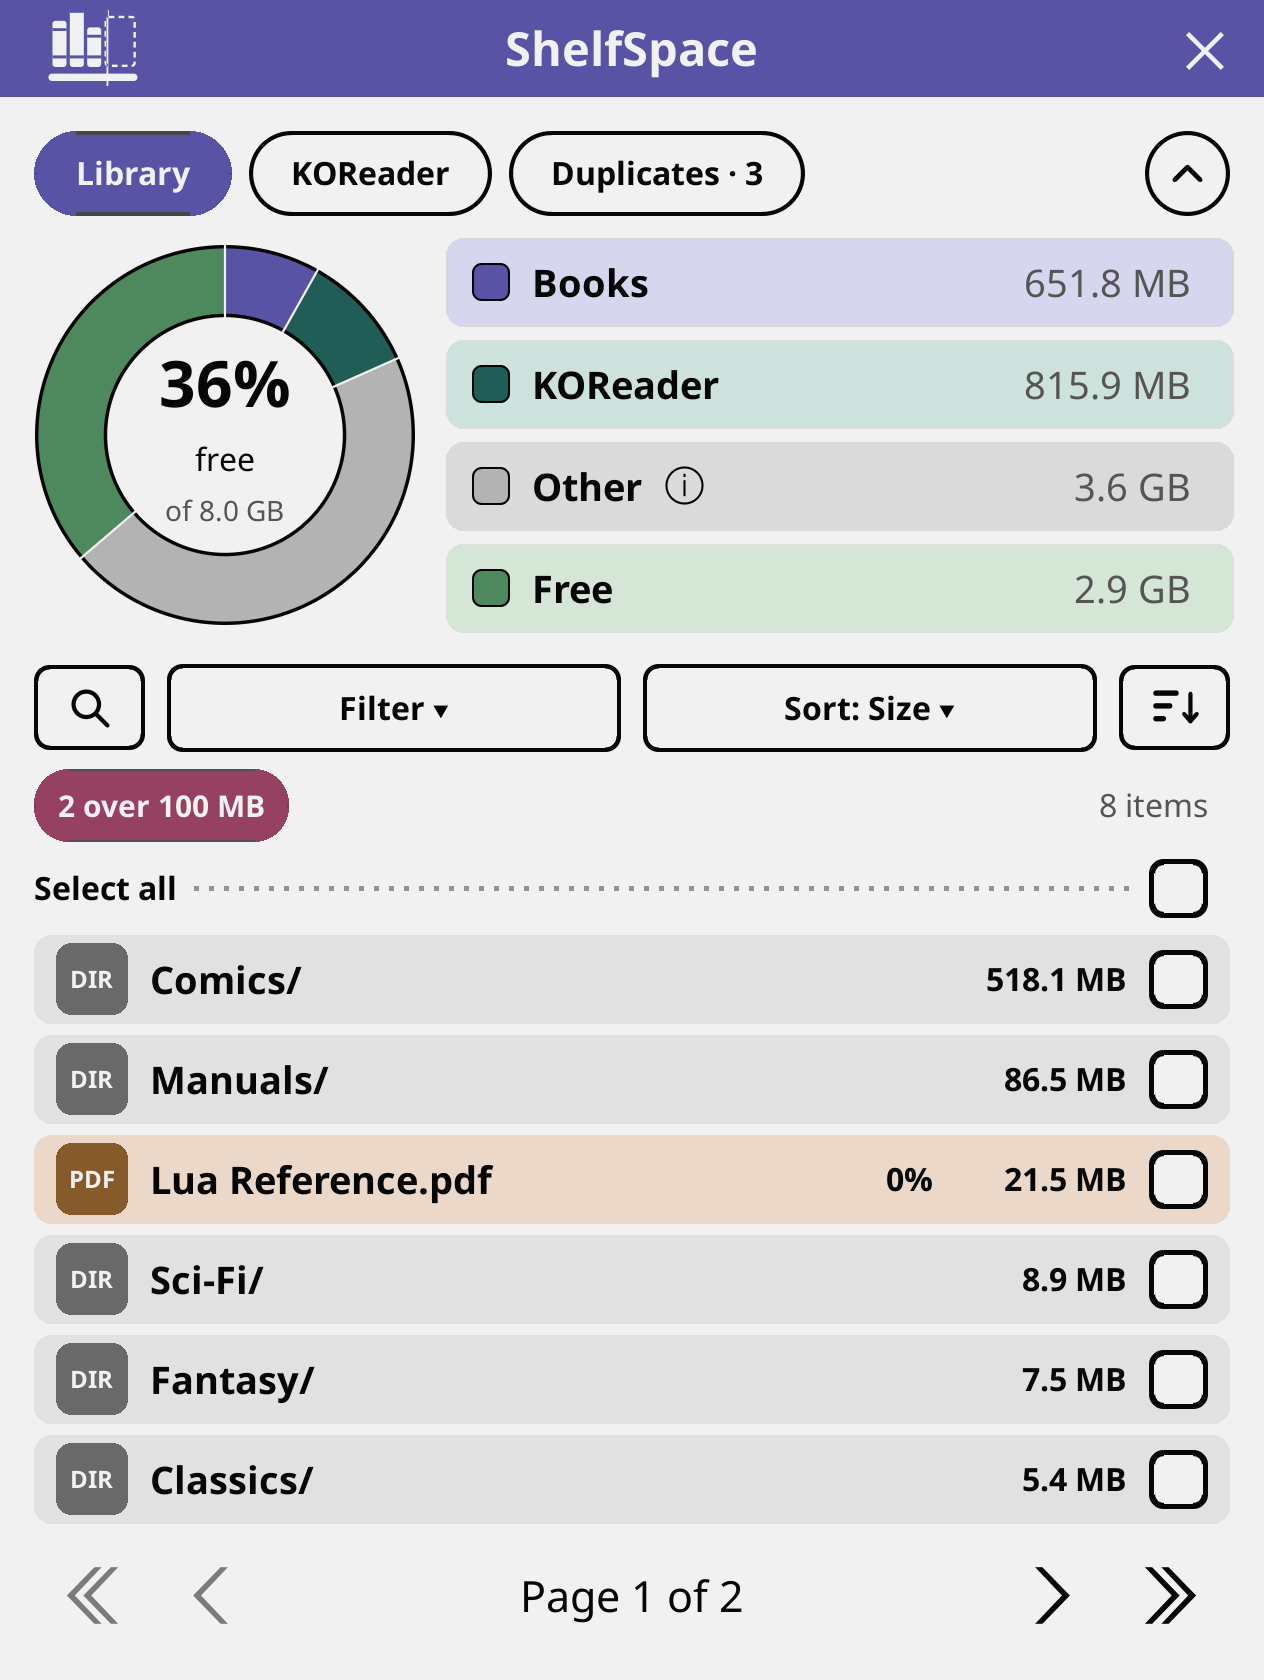 ShelfSpace
Library
KOReader
Duplicates · 3
36%
free
of 8.0 GB
Books 651.8 MB
KOReader 815.9 MB
Other ⓘ 3.6 GB
Free 2.9 GB
Filter ▾
Sort: Size ▾
2 over 100 MB
8 items
Select all
DIR Comics/ 518.1 MB
DIR Manuals/ 86.5 MB
PDF Lua Reference.pdf 0% 21.5 MB
DIR Sci-Fi/ 8.9 MB
DIR Fantasy/ 7.5 MB
DIR Classics/ 5.4 MB
Page 1 of 2